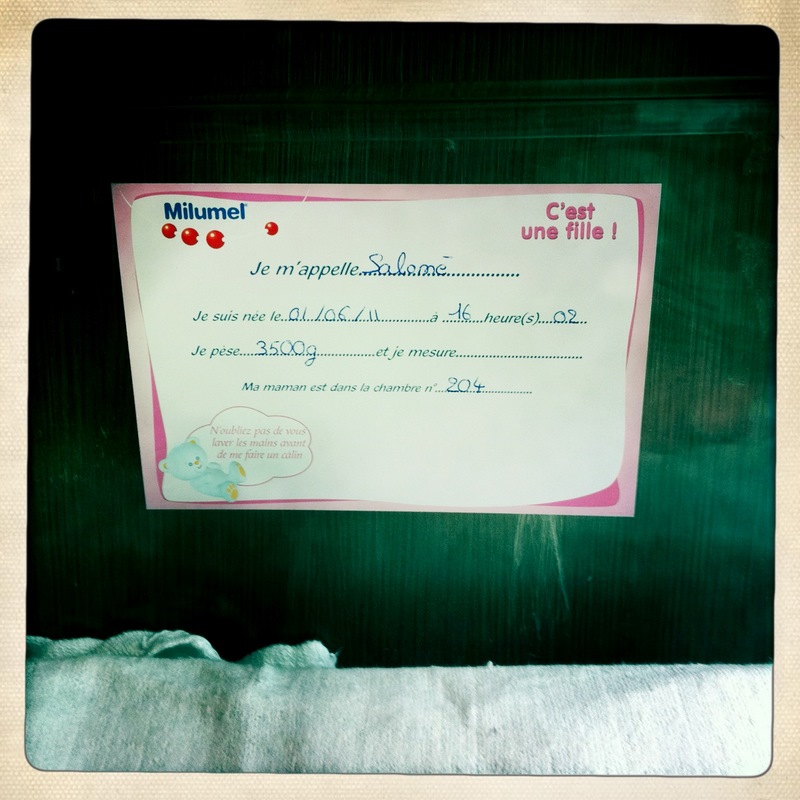 Milumel
C'est
une fille !
Je m'appelle Salomé
Je suis née le 01/06/11 à 16 heure(s) 02
Je pèse 3500g et je mesure
Ma maman est dans la chambre n° 204
N'oubliez pas de vous
laver les mains avant
de me faire un câlin